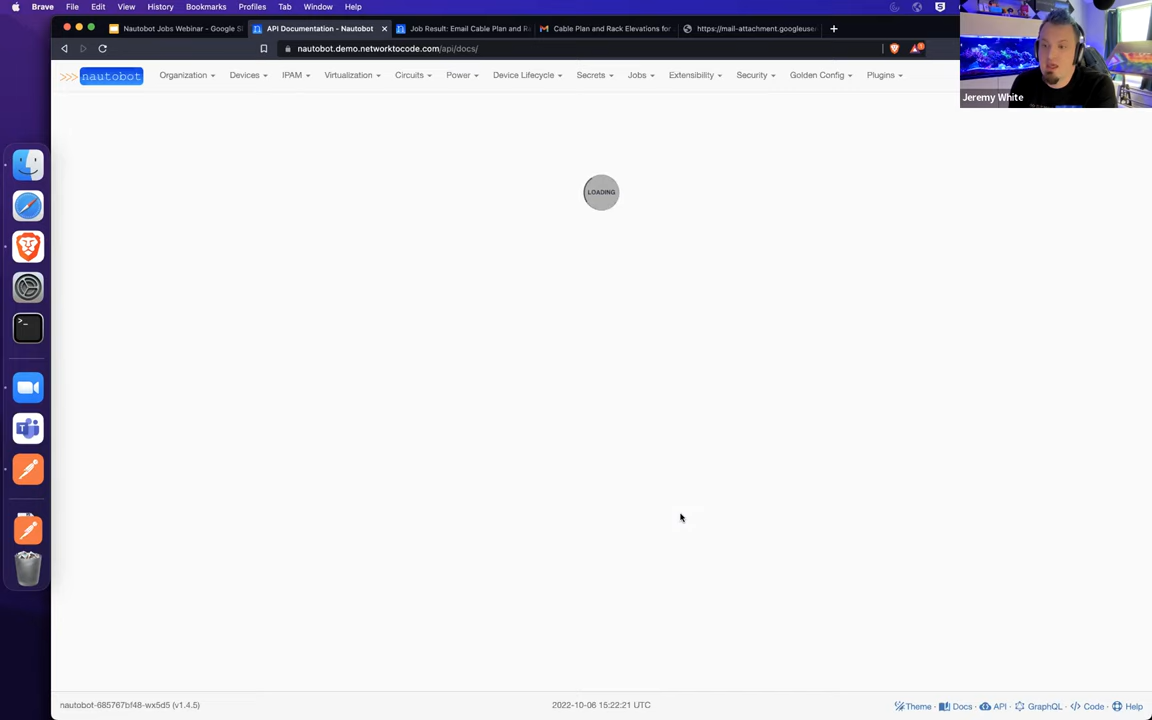 Brave File Edit View History Bookmarks Profiles Tab Window Help
Nautobot Jobs Webinar - Google S
API Documentation - Nautobot
Job Result: Email Cable Plan and R
Cable Plan and Rack Elevations for
https://mail-attachment.googleuse
nautobot.demo.networktocode.com/api/docs/
>>> nautobot Organization Devices IPAM Virtualization Circuits Power Device Lifecycle Secrets Jobs Extensibility Security Golden Config Plugins
Jeremy White
LOADING
nautobot-685767bf48-wx5d5 (v1.4.5)
2022-10-06 15:22:21 UTC
Theme Docs API GraphQL Code Help